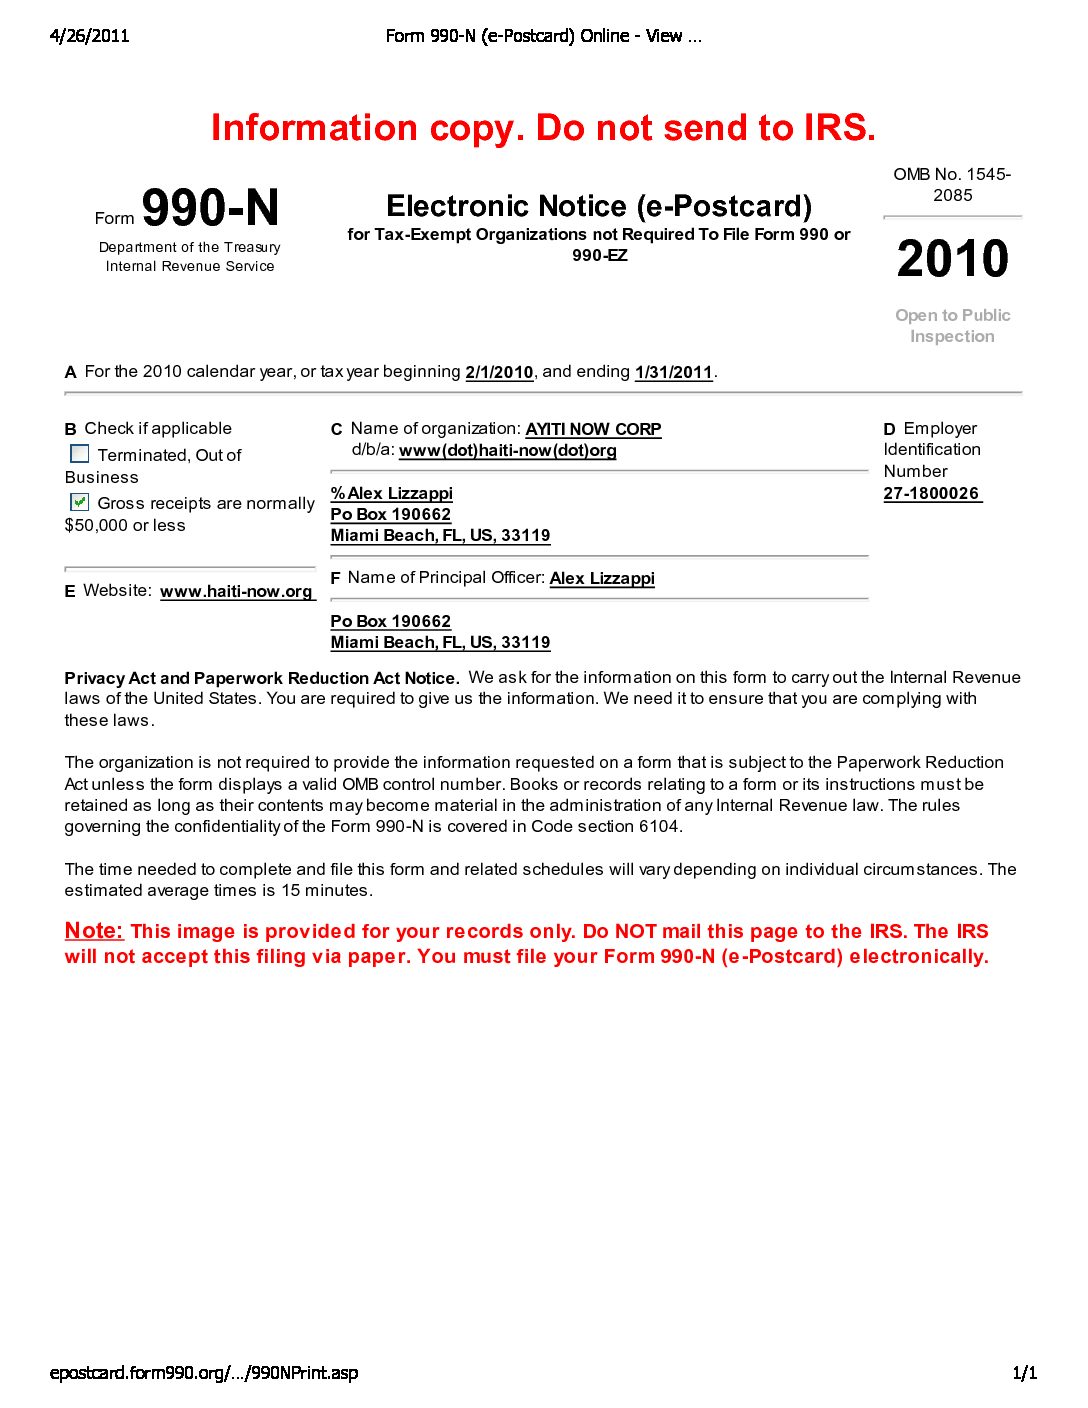 4/26/2011 Form 990-N (e-Postcard) Online - View ...
Information copy. Do not send to IRS.
Form 990-N
Department of the Treasury
Internal Revenue Service
Electronic Notice (e-Postcard)
for Tax-Exempt Organizations not Required To File Form 990 or
990-EZ
OMB No. 1545-
2085
2010
Open to Public
Inspection
A For the 2010 calendar year, or tax year beginning 2/1/2010, and ending 1/31/2011.
B Check if applicable
Terminated, Out of
Business
Gross receipts are normally
$50,000 or less
E Website: www.haiti-now.org
C Name of organization: AYITI NOW CORP
d/b/a: www(dot)haiti-now(dot)org
% Alex Lizzappi
Po Box 190662
Miami Beach, FL, US, 33119
F Name of Principal Officer: Alex Lizzappi
Po Box 190662
Miami Beach, FL, US, 33119
D Employer
Identification
Number
27-1800026
Privacy Act and Paperwork Reduction Act Notice. We ask for the information on this form to carry out the Internal Revenue
laws of the United States. You are required to give us the information. We need it to ensure that you are complying with
these laws.
The organization is not required to provide the information requested on a form that is subject to the Paperwork Reduction
Act unless the form displays a valid OMB control number. Books or records relating to a form or its instructions must be
retained as long as their contents may become material in the administration of any Internal Revenue law. The rules
governing the confidentiality of the Form 990-N is covered in Code section 6104.
The time needed to complete and file this form and related schedules will vary depending on individual circumstances. The
estimated average times is 15 minutes.
Note: This image is provided for your records only. Do NOT mail this page to the IRS. The IRS
will not accept this filing via paper. You must file your Form 990-N (e-Postcard) electronically.
epostcard.form990.org/.../990NPrint.asp 1/1